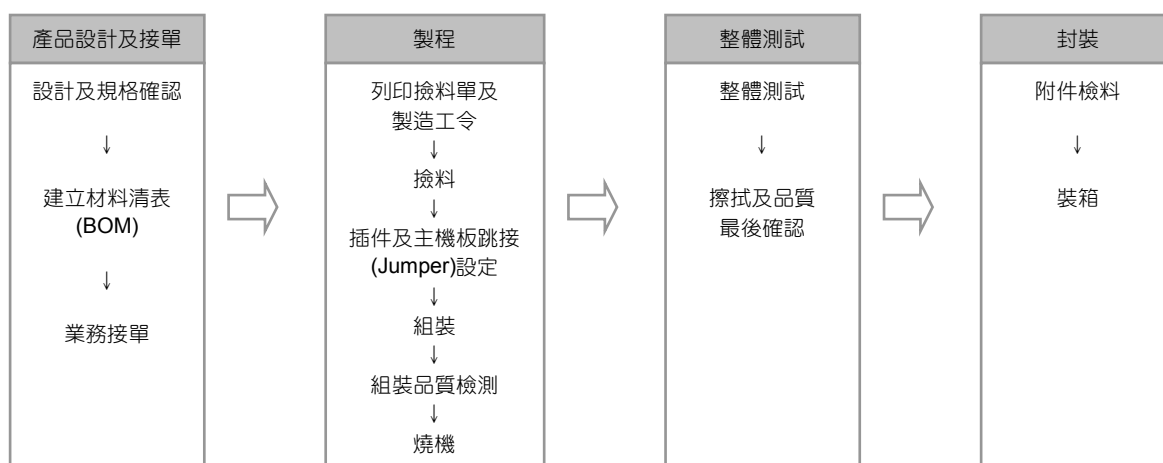 產品設計及接單
設計及規格確認
↓
建立材料清表
(BOM)
↓
業務接單
製程
列印撿料單及
製造工令
↓
撿料
↓
插件及主機板跳接
(Jumper)設定
↓
組裝
↓
組裝品質檢測
↓
燒機
整體測試
整體測試
↓
擦拭及品質
最後確認
封裝
附件檢料
↓
裝箱